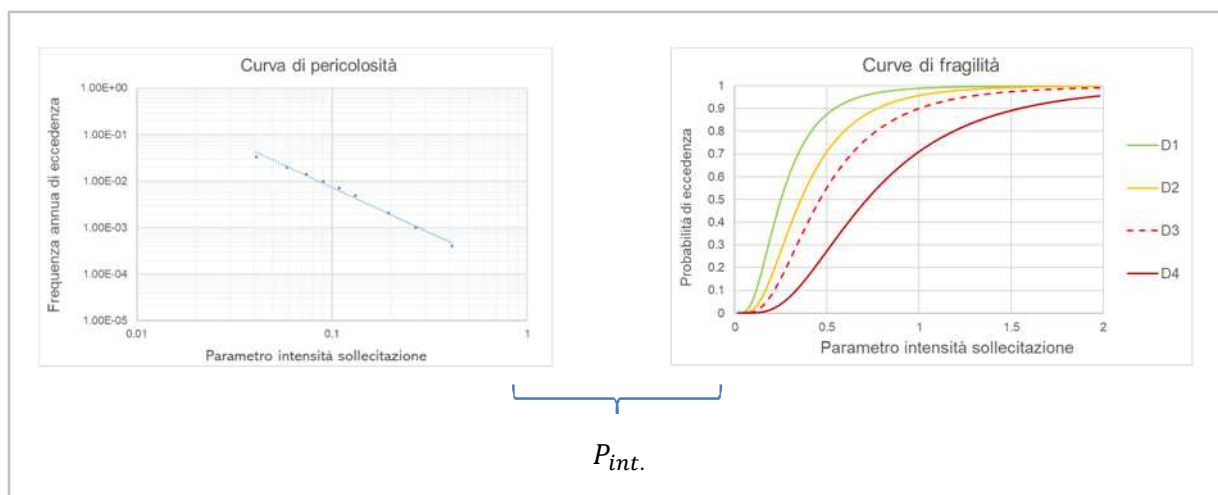 Curva di pericolosità
Frequenza annua di eccedenza
1.00E+00
1.00E-01
1.00E-02
1.00E-03
1.00E-04
1.00E-05
0.01
0.1
1
Parametro intensità sollecitazione
Curve di fragilità
Probabilità di eccedenza
1
0.9
0.8
0.7
0.6
0.5
0.4
0.3
0.2
0.1
0
0
0.5
1
1.5
2
Parametro intensità sollecitazione
D1
D2
D3
D4
P_int.